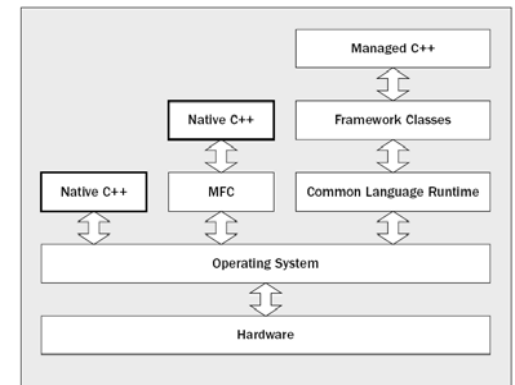 Managed C++
Native C++
Framework Classes
Native C++
MFC
Common Language Runtime
Operating System
Hardware